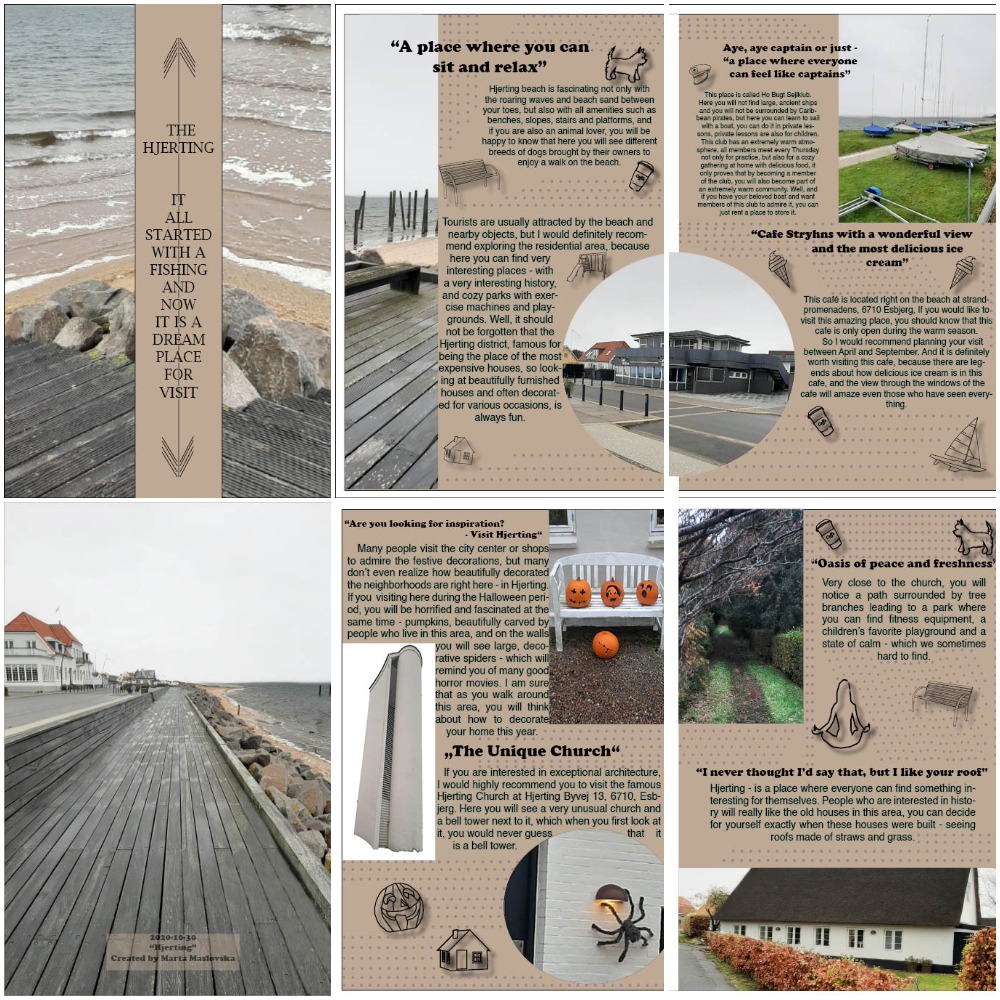 THE
HJERTING
IT
ALL
STARTED
WITH A
FISHING
AND
NOW
IT IS A
DREAM
PLACE
FOR
VISIT
“A place where you can
sit and relax”
Hjerting beach is fascinating not only with
the roaring waves and beach sand between
your toes, but also with all amenities such as
benches, slopes, stairs and platforms, and
if you are also an animal lover, you will be
happy to know that here you will see different
breeds of dogs brought by their owners to
enjoy a walk on the beach.
Tourists are usually attracted by the beach and
nearby objects, but I would definitely recom-
mend exploring the residential area, because
here you can find very
interesting places - with
a very interesting history,
and cozy parks with exer-
cise machines and play-
grounds. Well, it should
not be forgotten that the
Hjerting district, famous for
being the place of the most
expensive houses, so look-
ing at beautifully furnished
houses and often decorat-
ed for various occasions, is
always fun.
Aye, aye captain or just -
“a place where everyone
can feel like captains”
This place is called Ho Bugt Sejlklub.
Here you will not find large, ancient ships
and you will not be surrounded by Carib-
bean pirates, but here you can learn to sail
with a boat, you can do it in private les-
sons, private lessons are also for children.
This club has an extremely warm atmo-
sphere, all members meet every Thursday
not only for practice, but also for a cozy
gathering at home with delicious food, it
only proves that by becoming a member
of the club, you will also become part of
an extremely warm community. Well, and
if you have your beloved boat and want
members of this club to admire it, you can
just rent a place to store it.
“Cafe Stryhns with a wonderful view
and the most delicious ice
cream”
This café is located right on the beach at strand-
promenadens, 6710 Esbjerg, If you would like to
visit this amazing place, you should know that this
cafe is only open during the warm season.
So I would recommend planning your visit
between April and September. And it is definitely
worth visiting this cafe, because there are leg-
ends about how delicious ice cream is in this
cafe, and the view through the windows of the
cafe will amaze even those who have seen every-
thing.
2020-10-30
“Hjerting”
Created by Marta Maslovska
“Are you looking for inspiration?
- Visit Hjerting“
Many people visit the city center or shops
to admire the festive decorations, but many
don’t even realize how beautifully decorated
the neighborhoods are right here - in Hjerting.
If you visiting here during the Halloween peri-
od, you will be horrified and fascinated at the
same time - pumpkins, beautifully carved by
people who live in this area, and on the walls
you will see large, deco-
rative spiders - which will
remind you of many good
horror movies. I am sure
that as you walk around
this area, you will think
about how to decorate
your home this year.
„The Unique Church“
If you are interested in exceptional architecture,
I would highly recommend you to visit the famous
Hjerting Church at Hjerting Byvej 13, 6710, Esb-
jerg. Here you will see a very unusual church and
a bell tower next to it, which when you first look at
it, you would never guess that it
is a bell tower.
“Oasis of peace and freshness”
Very close to the church, you will
notice a path surrounded by tree
branches leading to a park where
you can find fitness equipment, a
children’s favorite playground and a
state of calm - which we sometimes
hard to find.
“I never thought I’d say that, but I like your roof”
Hjerting - is a place where everyone can find something in-
teresting for themselves. People who are interested in histo-
ry will really like the old houses in this area, you can decide
for yourself exactly when these houses were built - seeing
roofs made of straws and grass.